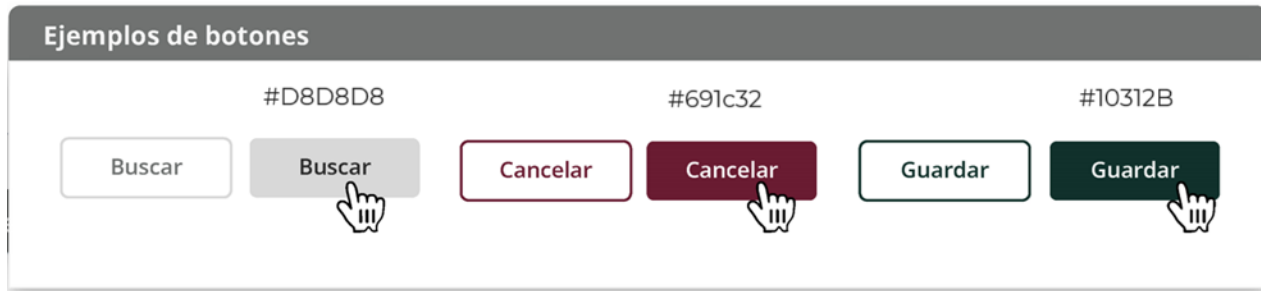 Ejemplos de botones
#D8D8D8 #691c32 #10312B
Buscar Buscar Cancelar Cancelar Guardar Guardar